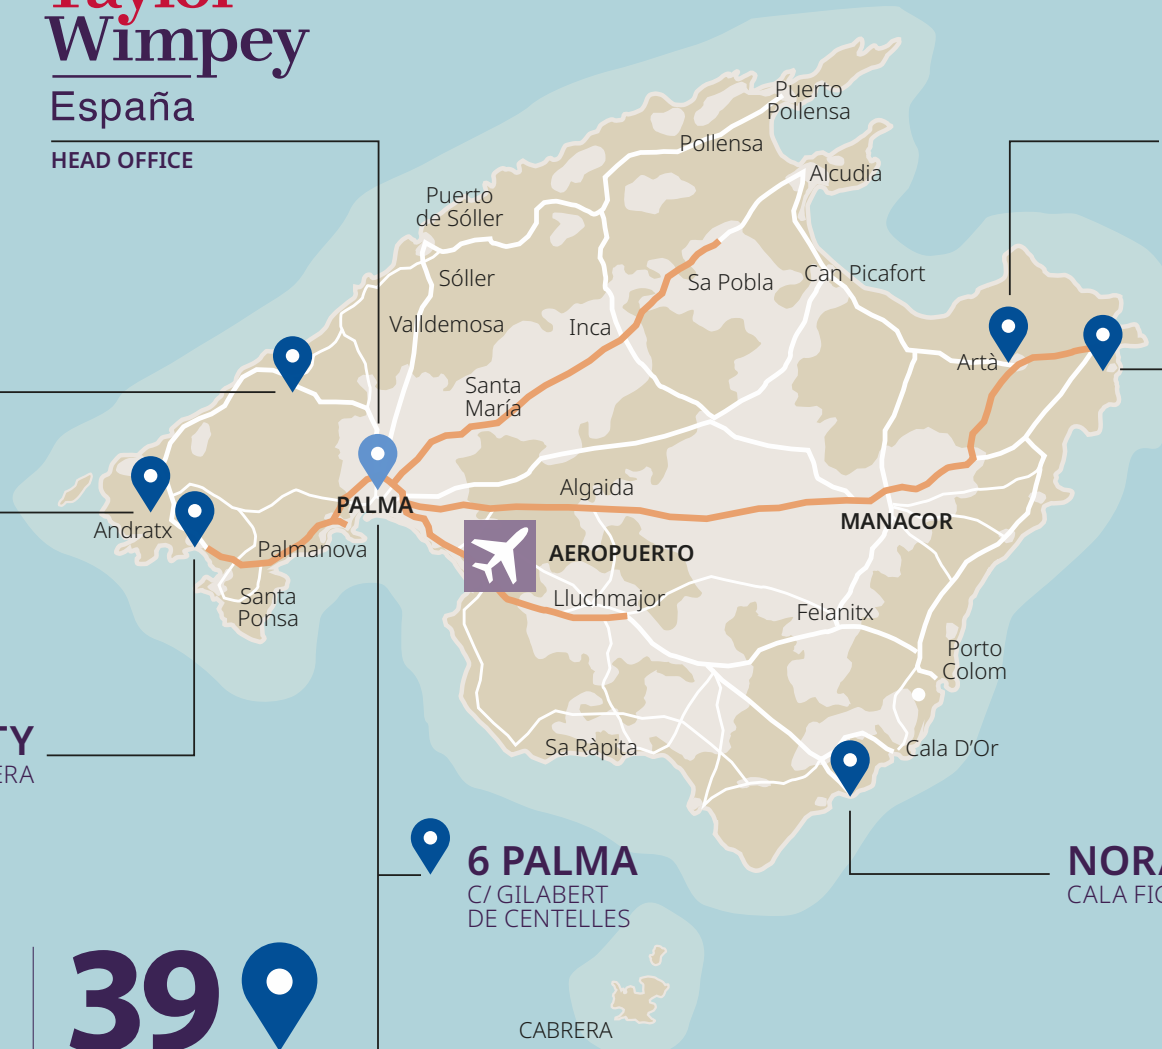 Taylor
Wimpey
España
HEAD OFFICE
Puerto
Pollensa
Pollensa
Alcudia
Puerto
de Sóller
Sóller
Sa Pobla
Can Picafort
Valldemosa
Inca
Artà
Santa
María
Algaida
PALMA
MANACOR
Andratx
Palmanova
AEROPUERTO
Santa
Ponsa
Lluchmajor
Felanitx
Porto
Colom
TY
ERA
Sa Ràpita
Cala D'Or
6 PALMA
C/ GILABERT
DE CENTELLES
NORA
CALA FIG
39
CABRERA